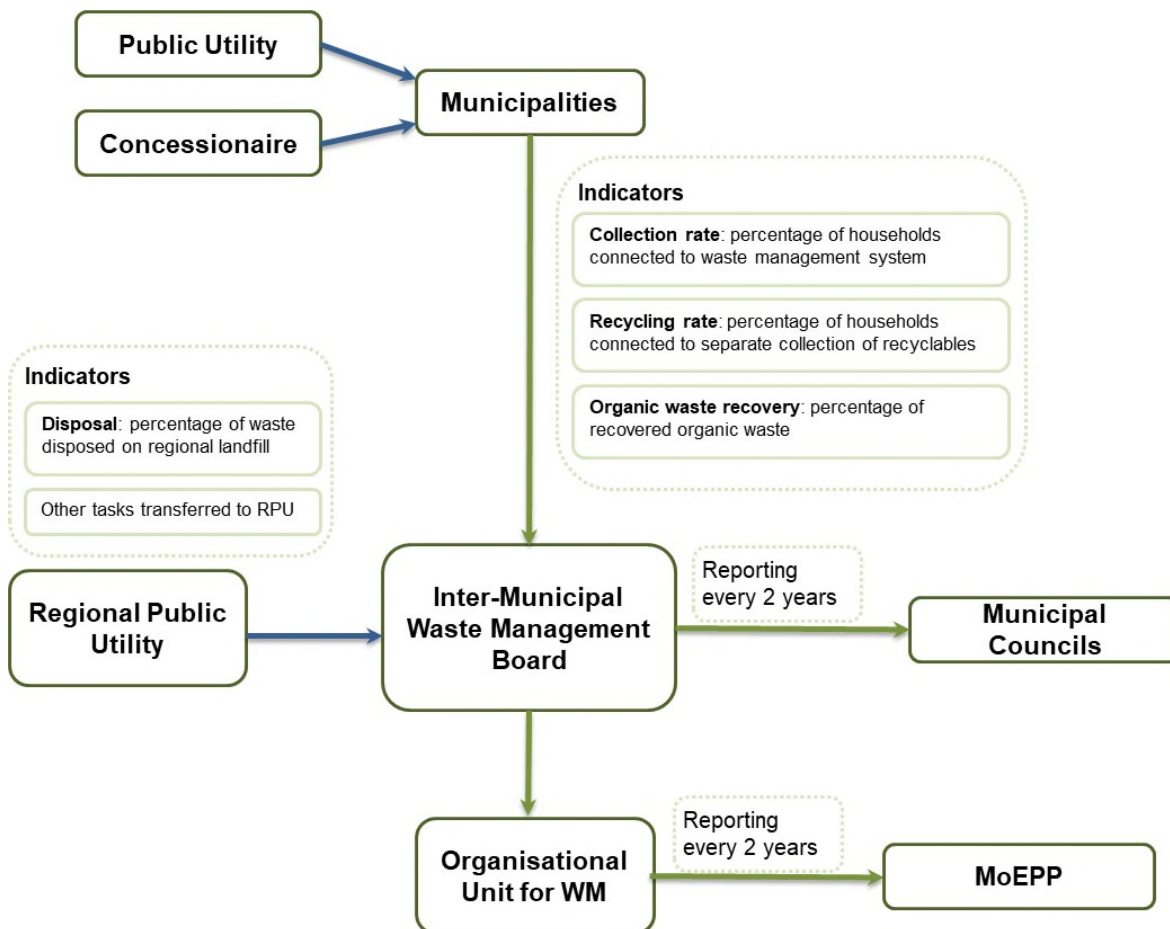 Public Utility
Municipalities
Concessionaire
Indicators
Collection rate: percentage of households
connected to waste management system
Recycling rate: percentage of households
connected to separate collection of recyclables
Organic waste recovery: percentage of
recovered organic waste
Indicators
Disposal: percentage of waste
disposed on regional landfill
Other tasks transferred to RPU
Regional Public
Utility
Inter-Municipal
Waste Management
Board
Reporting
every 2 years
Municipal
Councils
Organisational
Unit for WM
Reporting
every 2 years
MoEPP